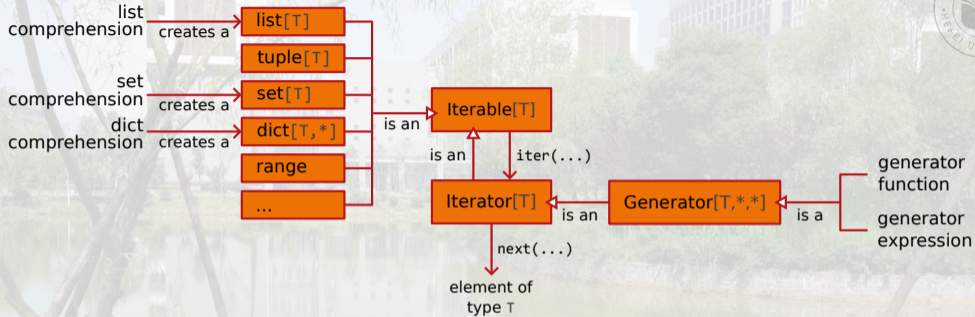 list
comprehension
creates a
list[T]
tuple[T]
set
comprehension
creates a
set[T]
dict
comprehension
creates a
dict[T,*]
range
...
is an
Iterable[T]
is an
iter(...)
Iterator[T]
is an
Generator[T,*,*]
is a
generator
function
generator
expression
next(...)
element of
type T